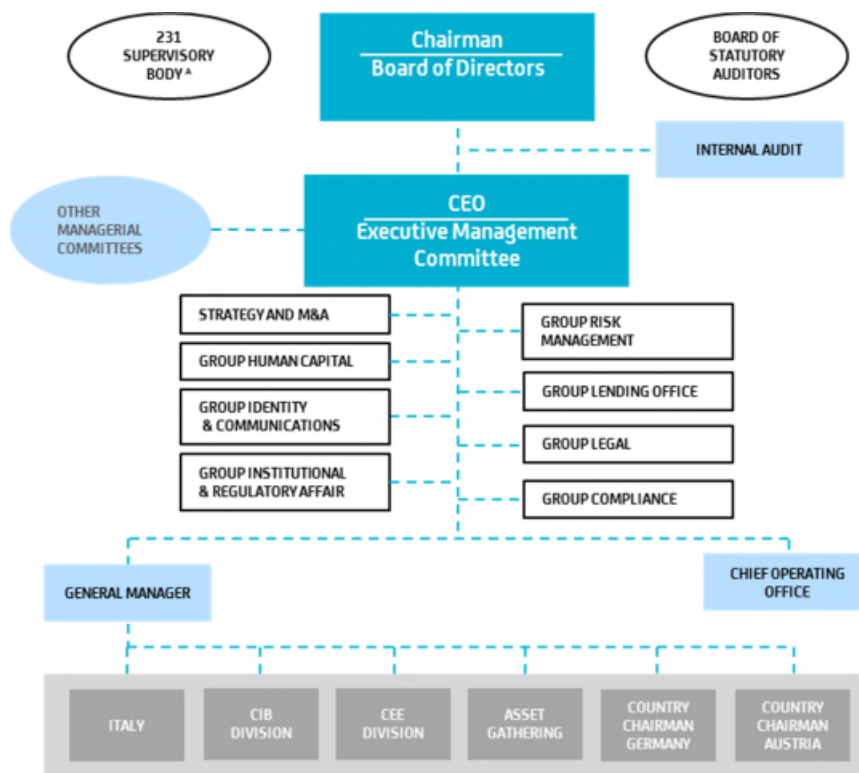 231
SUPERVISORY
BODY ᴬ
Chairman
Board of Directors
BOARD OF
STATUTORY
AUDITORS
INTERNAL AUDIT
OTHER
MANAGERIAL
COMMITTEES
CEO
Executive Management
Committee
STRATEGY AND M&A
GROUP HUMAN CAPITAL
GROUP IDENTITY
& COMMUNICATIONS
GROUP INSTITUTIONAL
& REGULATORY AFFAIR
GROUP RISK
MANAGEMENT
GROUP LENDING OFFICE
GROUP LEGAL
GROUP COMPLIANCE
GENERAL MANAGER
CHIEF OPERATING
OFFICE
ITALY
CIB
DIVISION
CEE
DIVISION
ASSET
GATHERING
COUNTRY
CHAIRMAN
GERMANY
COUNTRY
CHAIRMAN
AUSTRIA